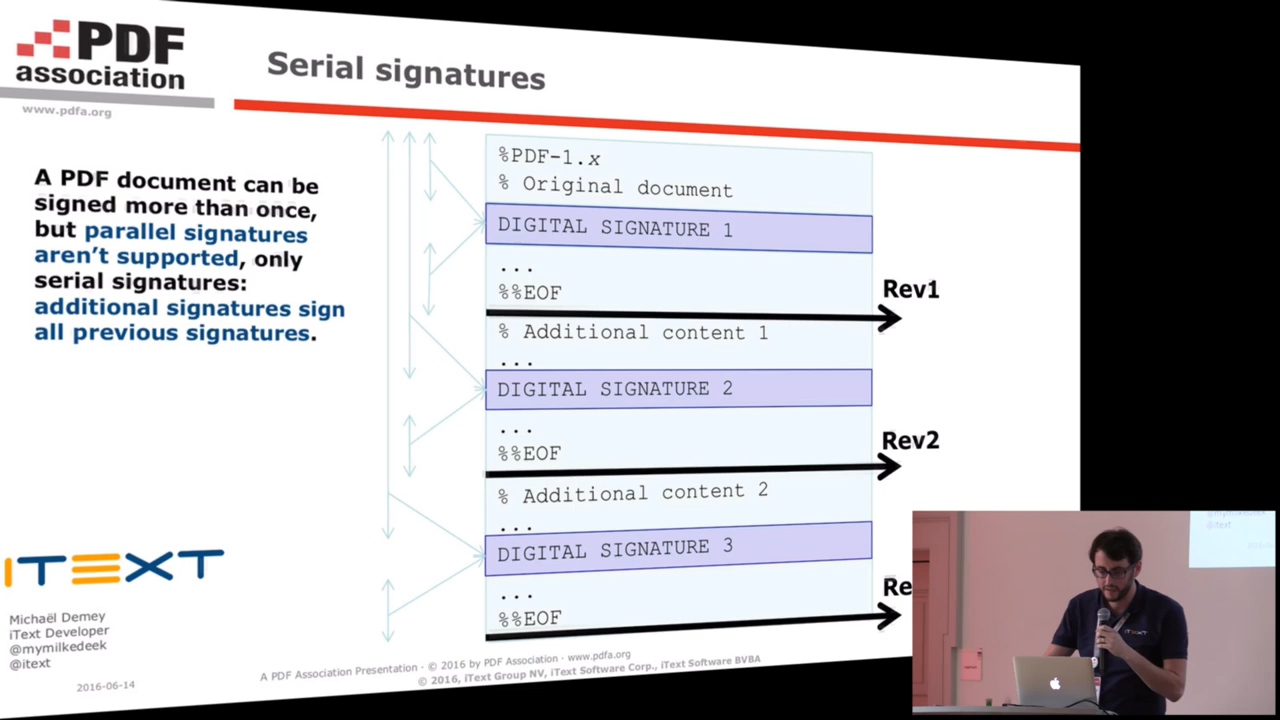 PDF
association
www.pdfa.org
Serial signatures
A PDF document can be
signed more than once,
but parallel signatures
aren't supported, only
serial signatures:
additional signatures sign
all previous signatures.
%PDF-1.x
% Original document
DIGITAL SIGNATURE 1
...
%%EOF
Rev1
% Additional content 1
...
DIGITAL SIGNATURE 2
...
%%EOF
Rev2
% Additional content 2
...
DIGITAL SIGNATURE 3
...
%%EOF
Re
iTEXT
Michaël Demey
iText Developer
@mymilkedeek
@itext
2016-06-14
A PDF Association Presentation · © 2016 by PDF Association · www.pdfa.org
© 2016, iText Group NV, iText Software Corp., iText Software BVBA
@mymilkedeek
@itext
iTEXT